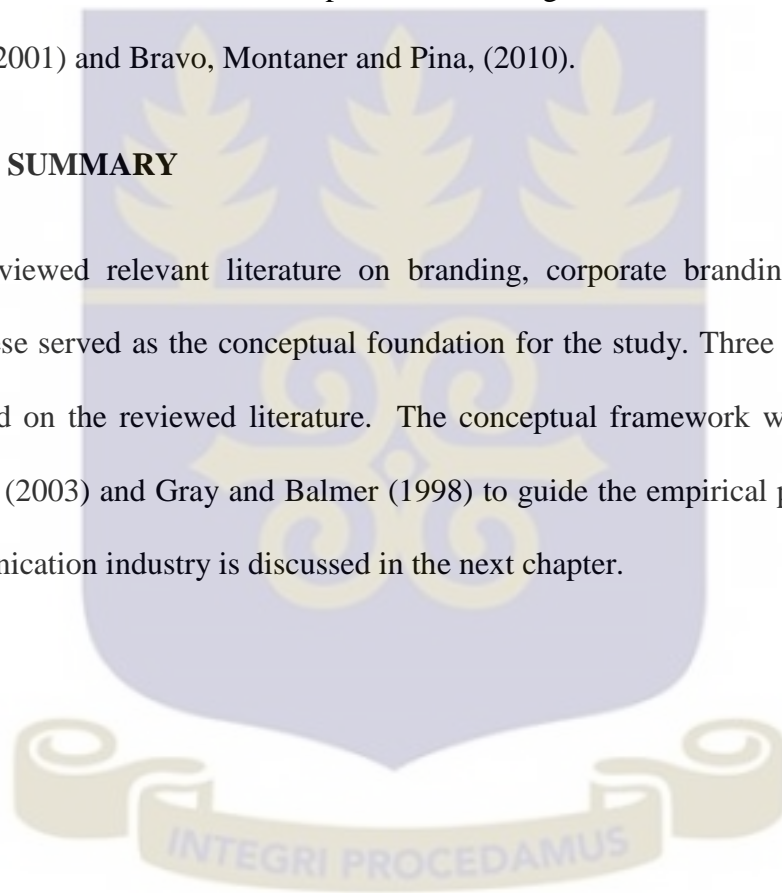 2001) and Bravo, Montaner and Pina, (2010).
SUMMARY
viewed relevant literature on branding, corporate brandin
se served as the conceptual foundation for the study. Three
d on the reviewed literature. The conceptual framework w
(2003) and Gray and Balmer (1998) to guide the empirical p
nication industry is discussed in the next chapter.
INTEGRI PROCEDAMUS